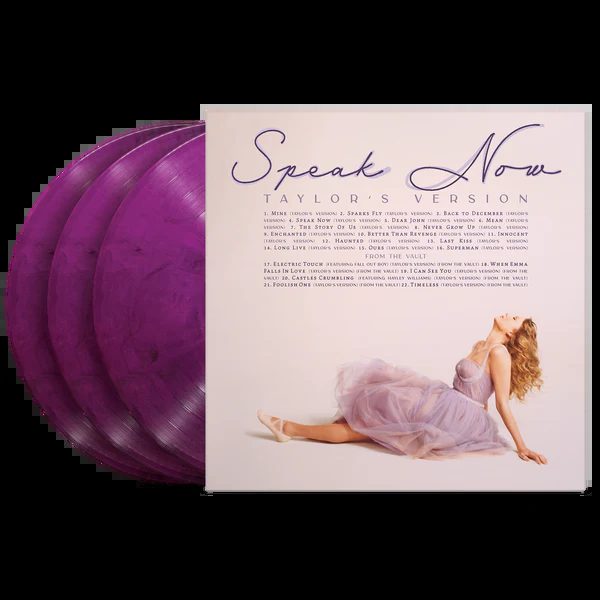 Speak Now
TAYLOR'S VERSION
1. MINE (TAYLOR'S VERSION) 2. SPARKS FLY (TAYLOR'S VERSION) 3. BACK TO DECEMBER (TAYLOR'S
VERSION) 4. SPEAK NOW (TAYLOR'S VERSION) 5. DEAR JOHN (TAYLOR'S VERSION) 6. MEAN (TAYLOR'S
VERSION) 7. THE STORY OF US (TAYLOR'S VERSION) 8. NEVER GROW UP (TAYLOR'S VERSION)
9. ENCHANTED (TAYLOR'S VERSION) 10. BETTER THAN REVENGE (TAYLOR'S VERSION) 11. INNOCENT
(TAYLOR'S VERSION) 12. HAUNTED (TAYLOR'S VERSION) 13. LAST KISS (TAYLOR'S VERSION)
14. LONG LIVE (TAYLOR'S VERSION) 15. OURS (TAYLOR'S VERSION) 16. SUPERMAN (TAYLOR'S VERSION)
FROM THE VAULT
17. ELECTRIC TOUCH (FEATURING FALL OUT BOY) (TAYLOR'S VERSION) (FROM THE VAULT) 18. WHEN EMMA
FALLS IN LOVE (TAYLOR'S VERSION) (FROM THE VAULT) 19. I CAN SEE YOU (TAYLOR'S VERSION) (FROM THE
VAULT) 20. CASTLES CRUMBLING (FEATURING HAYLEY WILLIAMS) (TAYLOR'S VERSION) (FROM THE VAULT)
21. FOOLISH ONE (TAYLOR'S VERSION) (FROM THE VAULT) 22. TIMELESS (TAYLOR'S VERSION) (FROM THE VAULT)